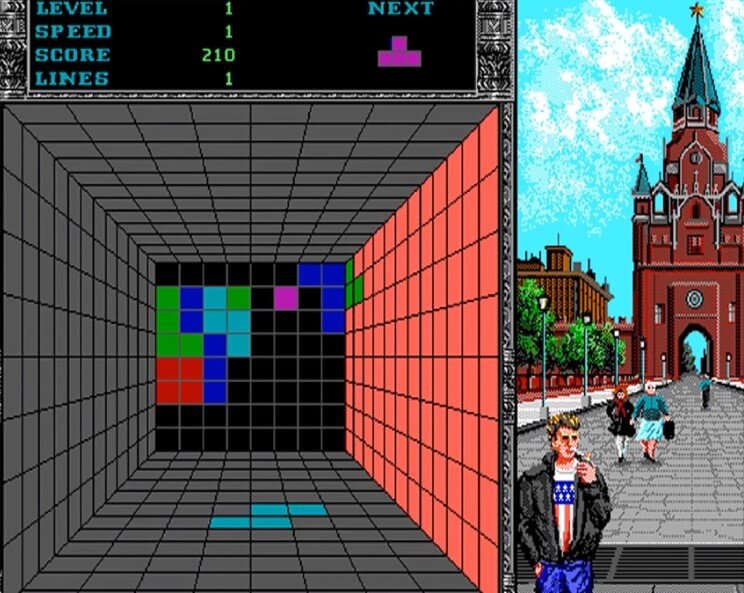 LEVEL 1 NEXT
SPEED 1
SCORE 210
LINES 1